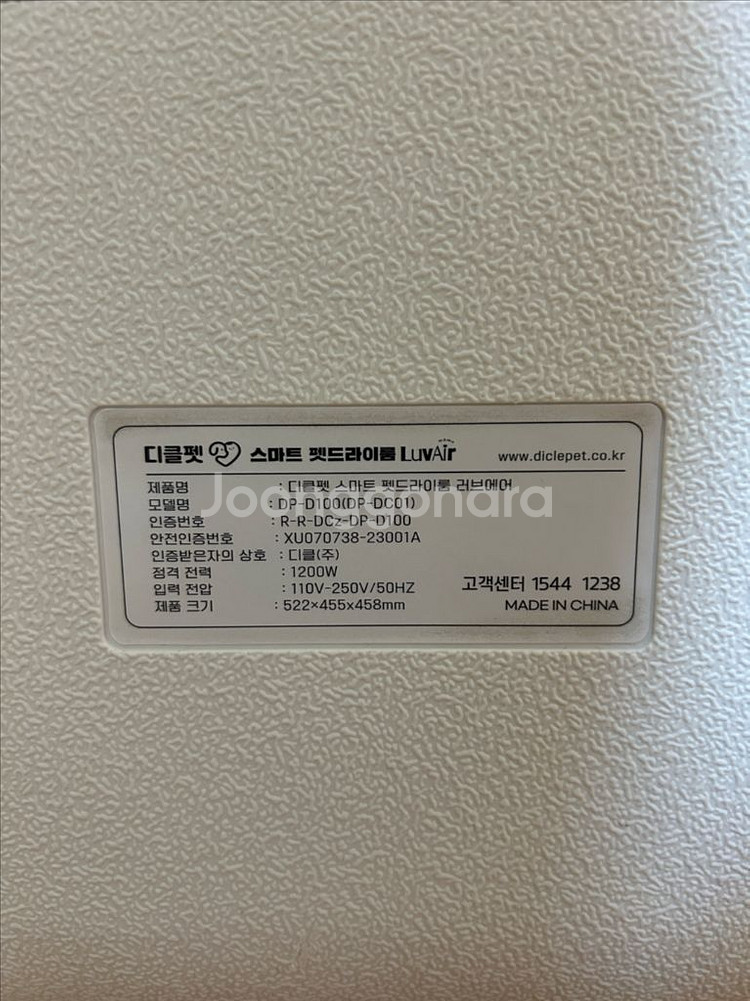 디클펫 스마트 펫드라이룸 LUVAir www.diclepet.co.kr
제품명 : 디클펫 스마트 펫드라이룸 러브에어
모델명 : DP-D100(DP-DC01)
인증번호 : R-R-DCz-DP-D100
안전인증번호 : XU070738-23001A
인증받은자의 상호 : 디클(주)
정격 전력 : 1200W
입력 전압 : 110V-250V/50HZ
제품 크기 : 522×455×458mm
고객센터 1544 1238
MADE IN CHINA
Joonggonara